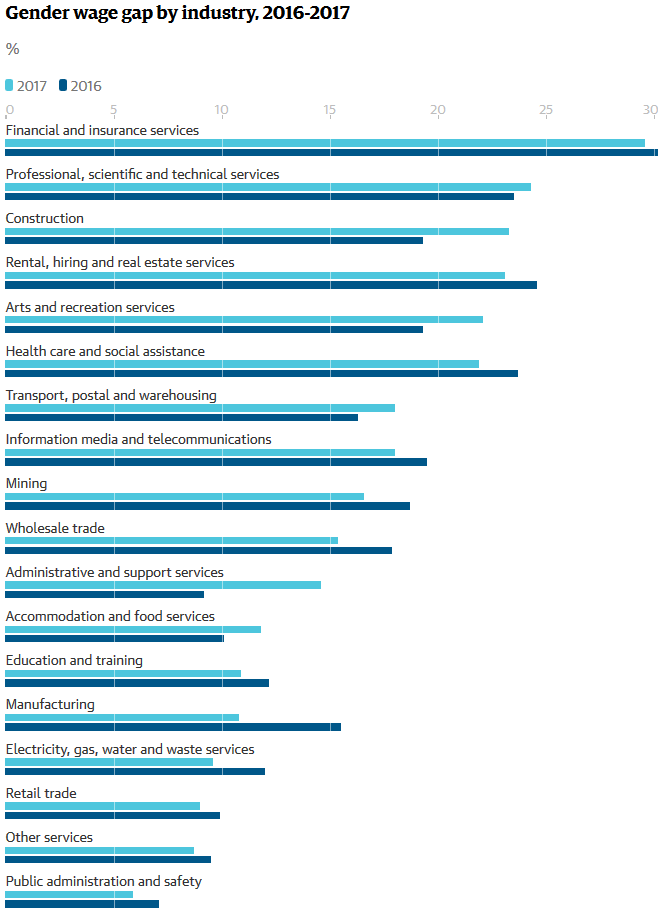 Gender wage gap by industry, 2016-2017
%
2017 2016
0 5 10 15 20 25 30
Financial and insurance services
Professional, scientific and technical services
Construction
Rental, hiring and real estate services
Arts and recreation services
Health care and social assistance
Transport, postal and warehousing
Information media and telecommunications
Mining
Wholesale trade
Administrative and support services
Accommodation and food services
Education and training
Manufacturing
Electricity, gas, water and waste services
Retail trade
Other services
Public administration and safety